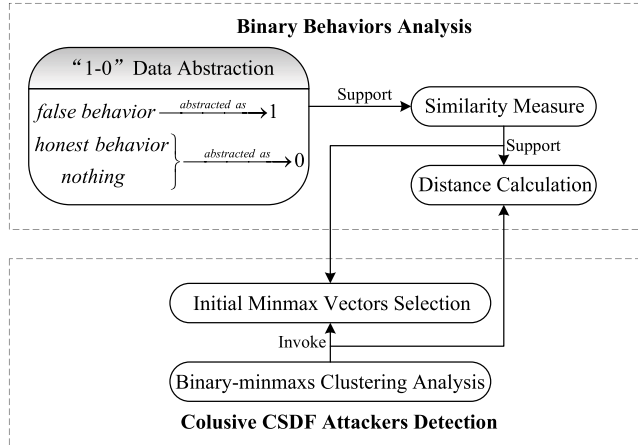 Binary Behaviors Analysis
“1-0” Data Abstraction
false behavior abstracted as 1
honest behavior
nothing
abstracted as 0
Support
Similarity Measure
Support
Distance Calculation
Initial Minmax Vectors Selection
Invoke
Binary-minmaxs Clustering Analysis
Colusive CSDF Attackers Detection